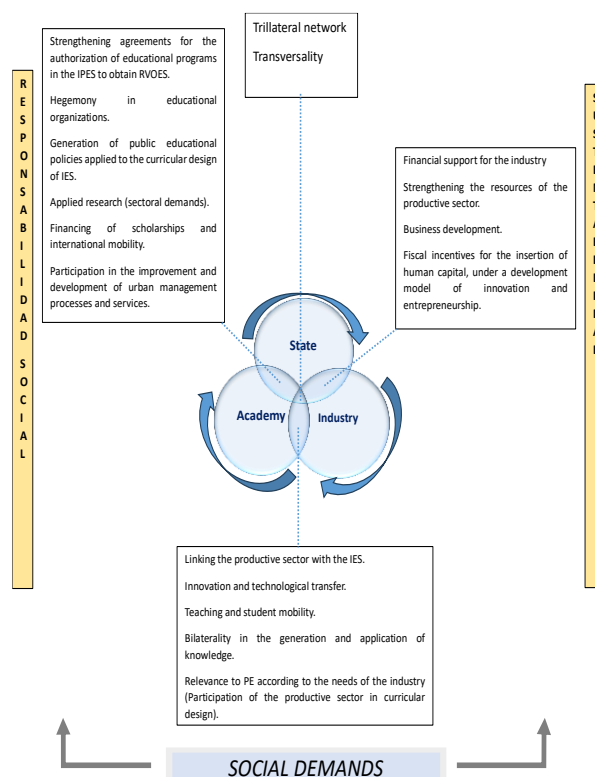 Trillateral network
Transversality
Strengthening agreements for the
authorization of educational programs
in the IPES to obtain RVOES.
Hegemony in educational
organizations.
Generation of public educational
policies applied to the curricular design
of IES.
Applied research (sectoral demands).
Financing of scholarships and
international mobility.
Participation in the improvement and
development of urban management
processes and services.
RESPONSABILIDAD SOCIAL
Financial support for the industry
Strengthening the resources of the
productive sector.
Business development.
Fiscal incentives for the insertion of
human capital, under a development
model of innovation and
entrepreneurship.
State
Academy
Industry
Linking the productive sector with the IES.
Innovation and technological transfer.
Teaching and student mobility.
Bilaterality in the generation and application of
knowledge.
Relevance to PE according to the needs of the industry
(Participation of the productive sector in curricular
design).
SOCIAL DEMANDS